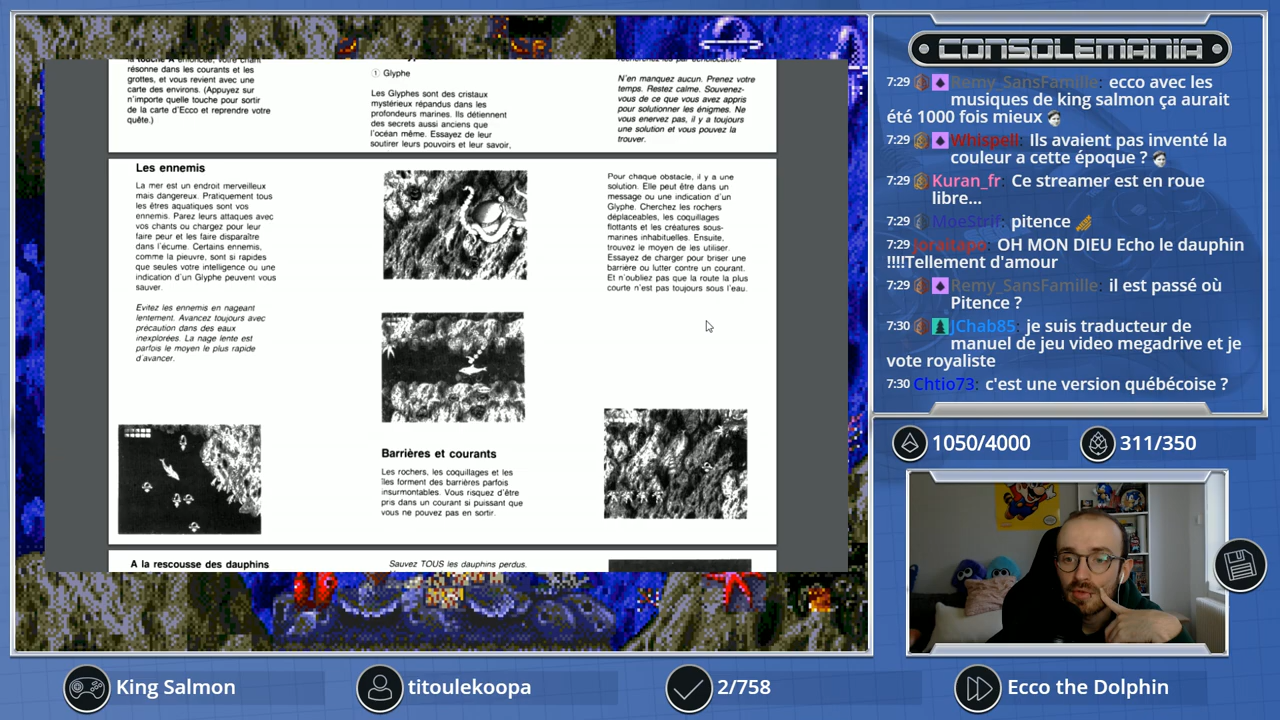 la touche A enfoncée, votre chant
résonne dans les courants et les
grottes, et vous revient avec une
carte des environs. (Appuyez sur
n'importe quelle touche pour sortir
de la carte d'Ecco et reprendre votre
quête.)
① Glyphe
Les Glyphes sont des cristaux
mystérieux répandus dans les
profondeurs marines. Ils détiennent
des secrets aussi anciens que
l'océan même. Essayez de leur
soutirer leurs pouvoirs et leur savoir,
recherchez les par écholocation.
N'en manquez aucun. Prenez votre
temps. Restez calme. Souvenez-
vous de ce que vous avez appris
pour solutionner les énigmes. Ne
vous enervez pas, il y a toujours
une solution et vous pouvez la
trouver.
Les ennemis
La mer est un endroit merveilleux
mais dangereux. Pratiquement tous
les êtres aquatiques sont vos
ennemis. Parez leurs attaques avec
vos chants ou chargez pour leur
faire peur et les faire disparaître
dans l'écume. Certains ennemis,
comme la pieuvre, sont si rapides
que seules votre intelligence ou une
indication d'un Glyphe peuvent vous
sauver.
Evitez les ennemis en nageant
lentement. Avancez toujours avec
précaution dans des eaux
inexplorées. La nage lente est
parfois le moyen le plus rapide
d'avancer.
Barrières et courants
Les rochers, les coquillages et les
îles forment des barrières parfois
insurmontables. Vous risquez d'être
pris dans un courant si puissant que
vous ne pouvez pas en sortir.
Pour chaque obstacle, il y a une
solution. Elle peut être dans un
message ou une indication d'un
Glyphe. Cherchez les rochers
déplaceables, les coquillages
flottants et les créatures sous-
marines inhabituelles. Ensuite,
trouvez le moyen de les utiliser.
Essayez de charger pour briser une
barrière ou lutter contre un courant.
Et n'oubliez pas que la route la plus
courte n'est pas toujours sous l'eau.
A la rescousse des dauphins
Sauvez TOUS les dauphins perdus.
CONSOLEMANIA
7:29 Remy_SansFamille: ecco avec les
musiques de king salmon ça aurait
été 1000 fois mieux
7:29 Whispell: Ils avaient pas inventé la
couleur a cette époque ?
7:29 Kuran_fr: Ce streamer est en roue
libre...
7:29 MoeStrif: pitence
7:29 joraitapo: OH MON DIEU Echo le dauphin
!!!!Tellement d'amour
7:29 Remy_SansFamille: il est passé où
Pitence ?
7:30 JChab85: je suis traducteur de
manuel de jeu video megadrive et je
vote royaliste
7:30 Chtio73: c'est une version québécoise ?
1050/4000
311/350
King Salmon
titoulekoopa
2/758
Ecco the Dolphin